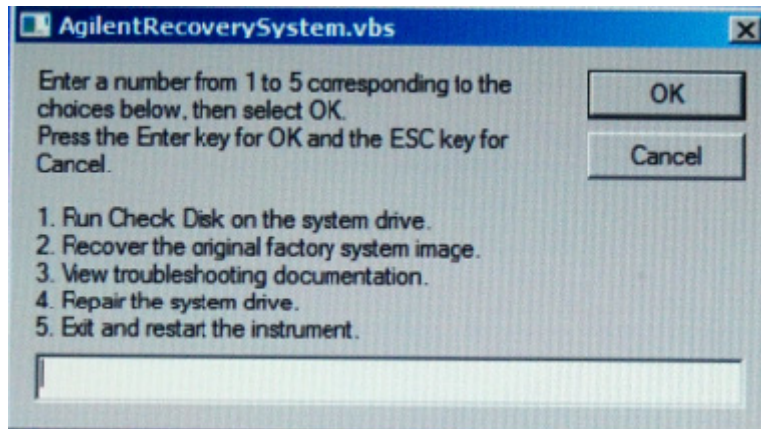 AgilentRecoverySystem.vbs
Enter a number from 1 to 5 corresponding to the
choices below, then select OK.
Press the Enter key for OK and the ESC key for
Cancel.
OK
Cancel
1. Run Check Disk on the system drive.
2. Recover the original factory system image.
3. View troubleshooting documentation.
4. Repair the system drive.
5. Exit and restart the instrument.